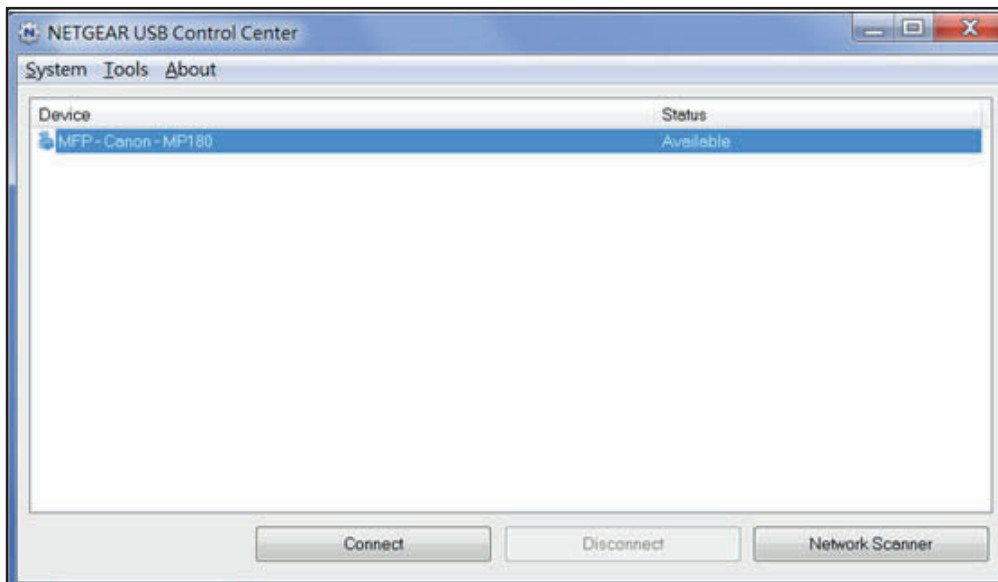 NETGEAR USB Control Center
System Tools About
Device Status
MFP - Canon - MP180 Available
Connect Disconnect Network Scanner